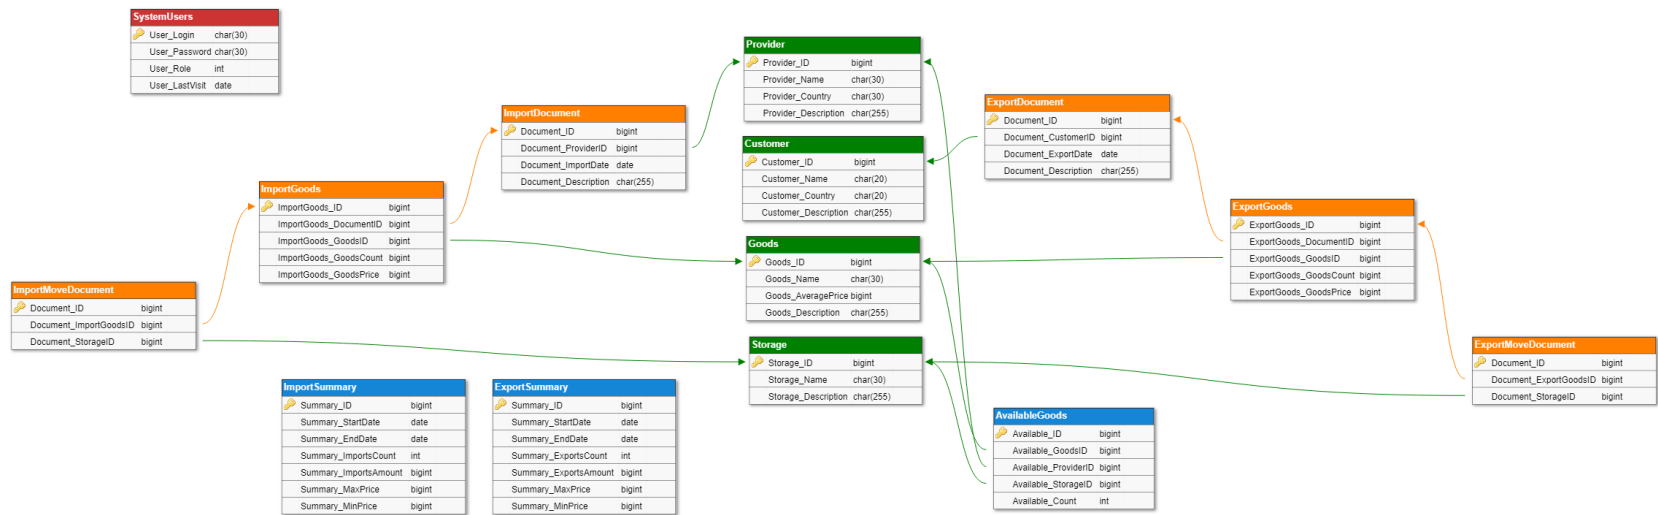 SystemUsers
User_Login char(30)
User_Password char(30)
User_Role int
User_LastVisit date
Provider
Provider_ID bigint
Provider_Name char(30)
Provider_Country char(30)
Provider_Description char(255)
ImportDocument
Document_ID bigint
Document_ProviderID bigint
Document_ImportDate date
Document_Description char(255)
ExportDocument
Document_ID bigint
Document_CustomerID bigint
Document_ExportDate date
Document_Description char(255)
Customer
Customer_ID bigint
Customer_Name char(20)
Customer_Country char(20)
Customer_Description char(255)
ImportGoods
ImportGoods_ID bigint
ImportGoods_DocumentID bigint
ImportGoods_GoodsID bigint
ImportGoods_GoodsCount bigint
ImportGoods_GoodsPrice bigint
ExportGoods
ExportGoods_ID bigint
ExportGoods_DocumentID bigint
ExportGoods_GoodsID bigint
ExportGoods_GoodsCount bigint
ExportGoods_GoodsPrice bigint
Goods
Goods_ID bigint
Goods_Name char(30)
Goods_AveragePrice bigint
Goods_Description char(255)
ImportMoveDocument
Document_ID bigint
Document_ImportGoodsID bigint
Document_StorageID bigint
Storage
Storage_ID bigint
Storage_Name char(30)
Storage_Description char(255)
ExportMoveDocument
Document_ID bigint
Document_ExportGoodsID bigint
Document_StorageID bigint
ImportSummary
Summary_ID bigint
Summary_StartDate date
Summary_EndDate date
Summary_ImportsCount int
Summary_ImportsAmount bigint
Summary_MaxPrice bigint
Summary_MinPrice bigint
ExportSummary
Summary_ID bigint
Summary_StartDate date
Summary_EndDate date
Summary_ExportsCount int
Summary_ExportsAmount bigint
Summary_MaxPrice bigint
Summary_MinPrice bigint
AvailableGoods
Available_ID bigint
Available_GoodsID bigint
Available_ProviderID bigint
Available_StorageID bigint
Available_Count int